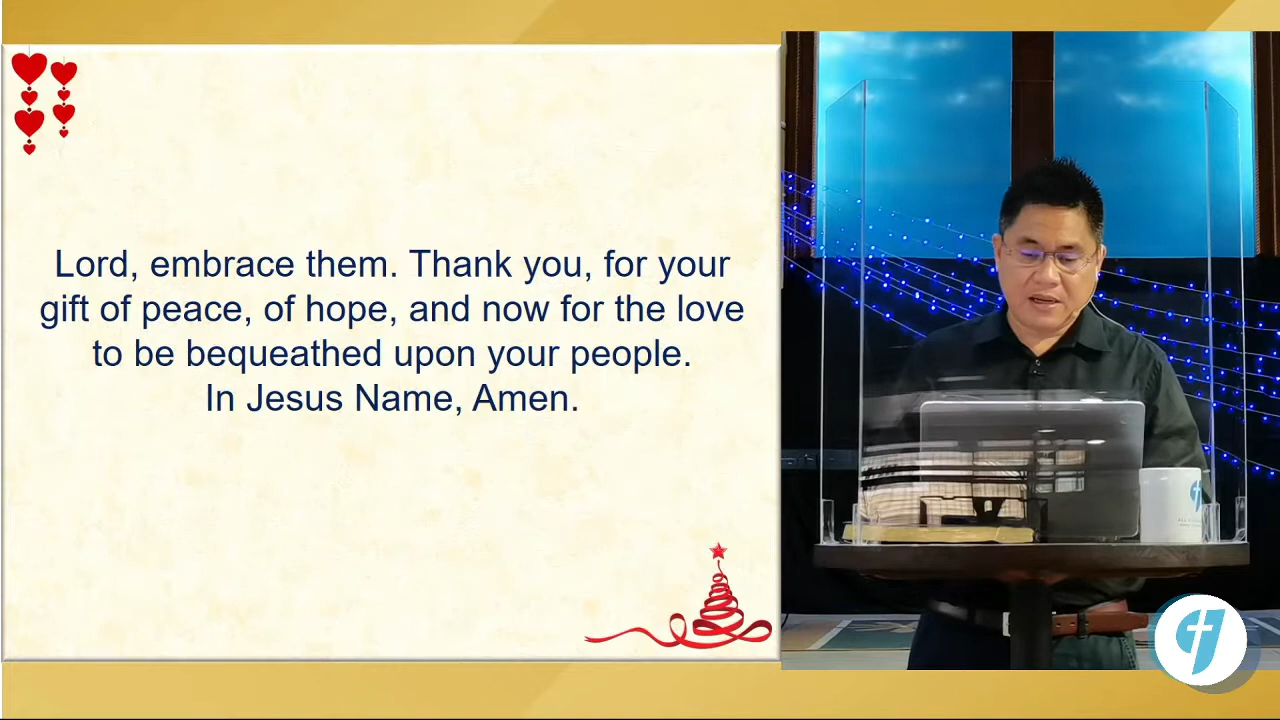 Lord, embrace them. Thank you, for your
gift of peace, of hope, and now for the love
to be bequeathed upon your people.
In Jesus Name, Amen.